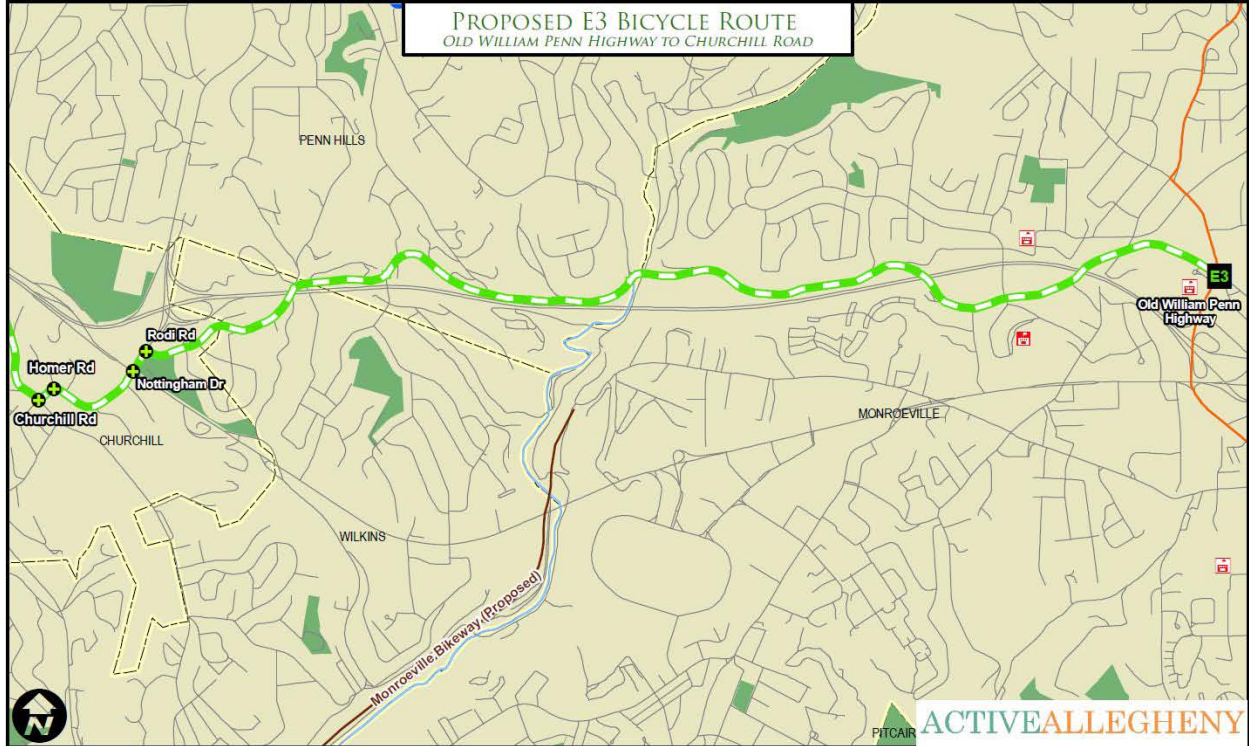 PROPOSED E3 BICYCLE ROUTE
OLD WILLIAM PENN HIGHWAY TO CHURCHILL ROAD
PENN HILLS
E3
Old William Penn
Highway
Rodi Rd
Homer Rd
Nottingham Dr
Churchill Rd
CHURCHILL
MONROEVILLE
WILKINS
Monroeville Bikeway (Proposed)
N
PITCAIR
ACTIVEALLEGHENY